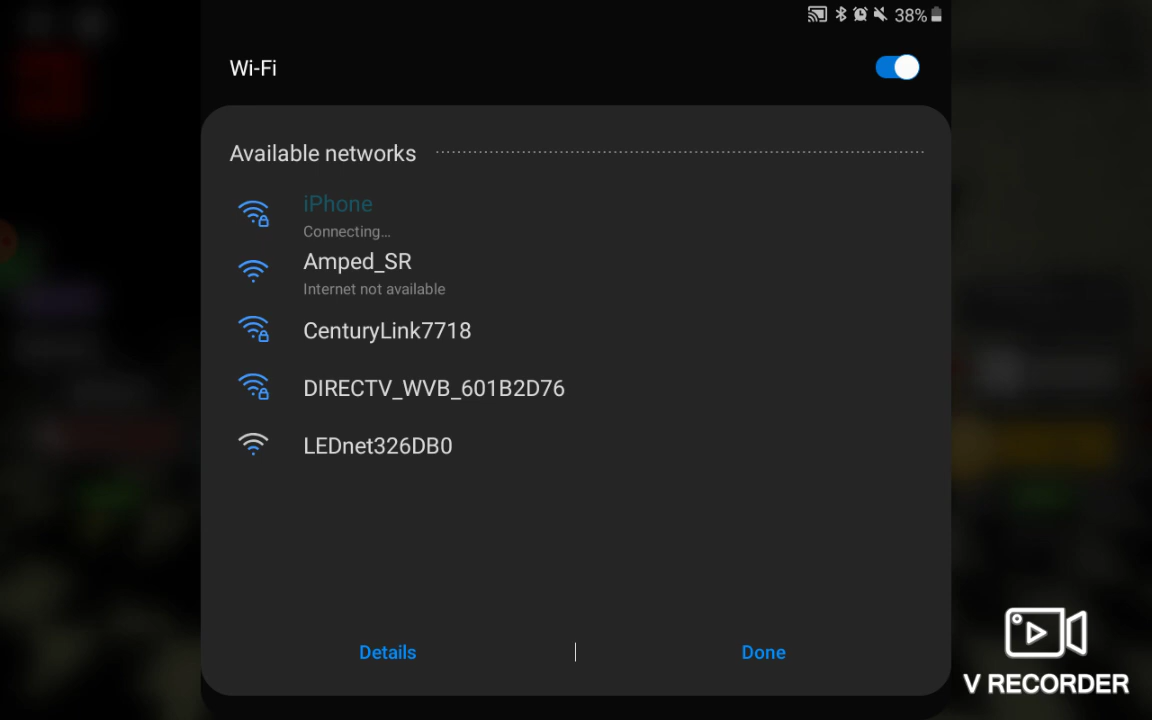 38%
Wi-Fi
Available networks
iPhone
Connecting...
Amped_SR
Internet not available
CenturyLink7718
DIRECTV_WVB_601B2D76
LEDnet326DB0
Details
Done
V RECORDER